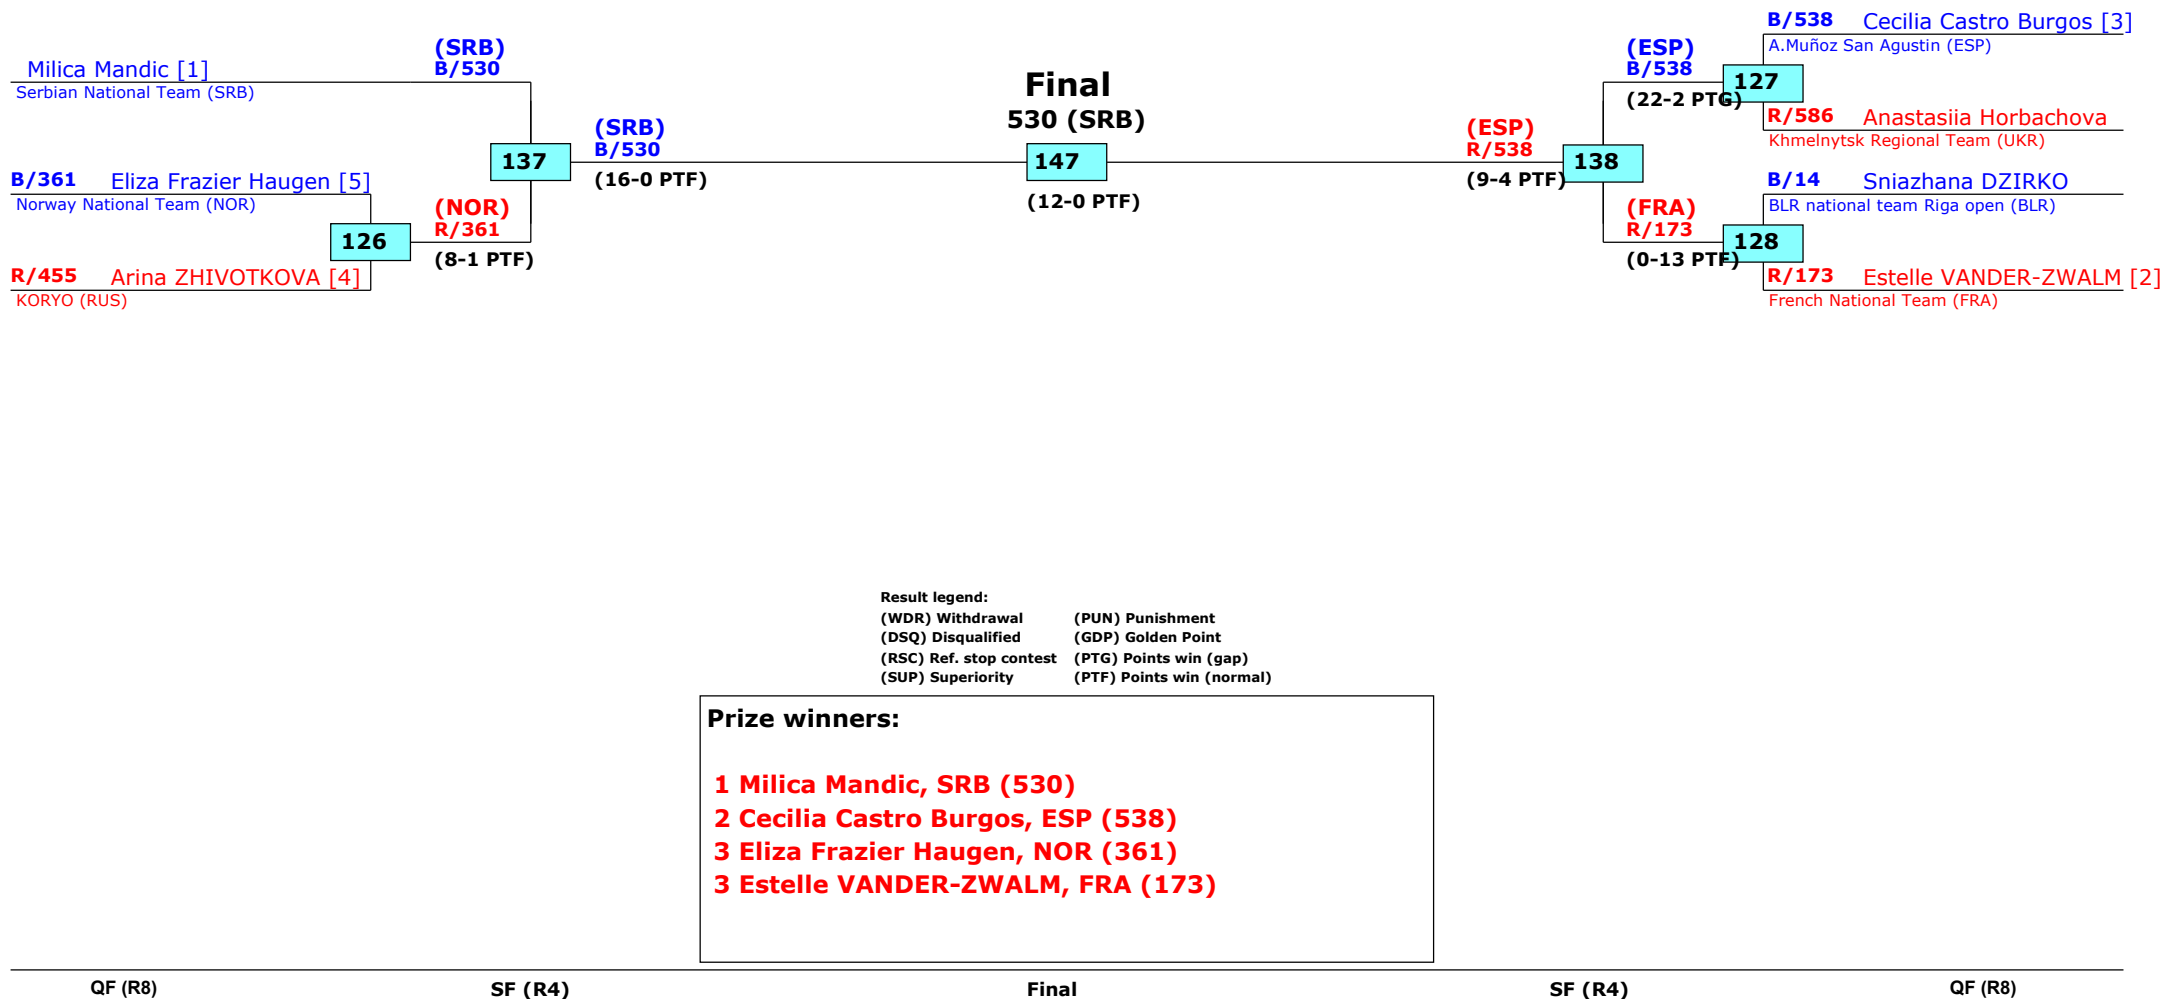 Milica Mandic [1]
Serbian National Team (SRB)
B/361 Eliza Frazier Haugen [5]
Norway National Team (NOR)
R/455 Arina ZHIVOTKOVA [4]
KORYO (RUS)
126
(SRB)
B/530
(NOR)
R/361
(8-1 PTF)
137
(SRB)
B/530
(16-0 PTF)
Final
530 (SRB)
147
(12-0 PTF)
(ESP)
R/538
(9-4 PTF)
138
(ESP)
B/538
(22-2 PTG)
(FRA)
R/173
(0-13 PTF)
127
128
B/538 Cecilia Castro Burgos [3]
A.Muñoz San Agustin (ESP)
R/586 Anastasiia Horbachova
Khmelnytsk Regional Team (UKR)
B/14 Sniazhana DZIRKO
BLR national team Riga open (BLR)
R/173 Estelle VANDER-ZWALM [2]
French National Team (FRA)
Result legend:
(WDR) Withdrawal (PUN) Punishment
(DSQ) Disqualified (GDP) Golden Point
(RSC) Ref. stop contest (PTG) Points win (gap)
(SUP) Superiority (PTF) Points win (normal)
Prize winners:
1 Milica Mandic, SRB (530)
2 Cecilia Castro Burgos, ESP (538)
3 Eliza Frazier Haugen, NOR (361)
3 Estelle VANDER-ZWALM, FRA (173)
QF (R8) SF (R4) Final SF (R4) QF (R8)